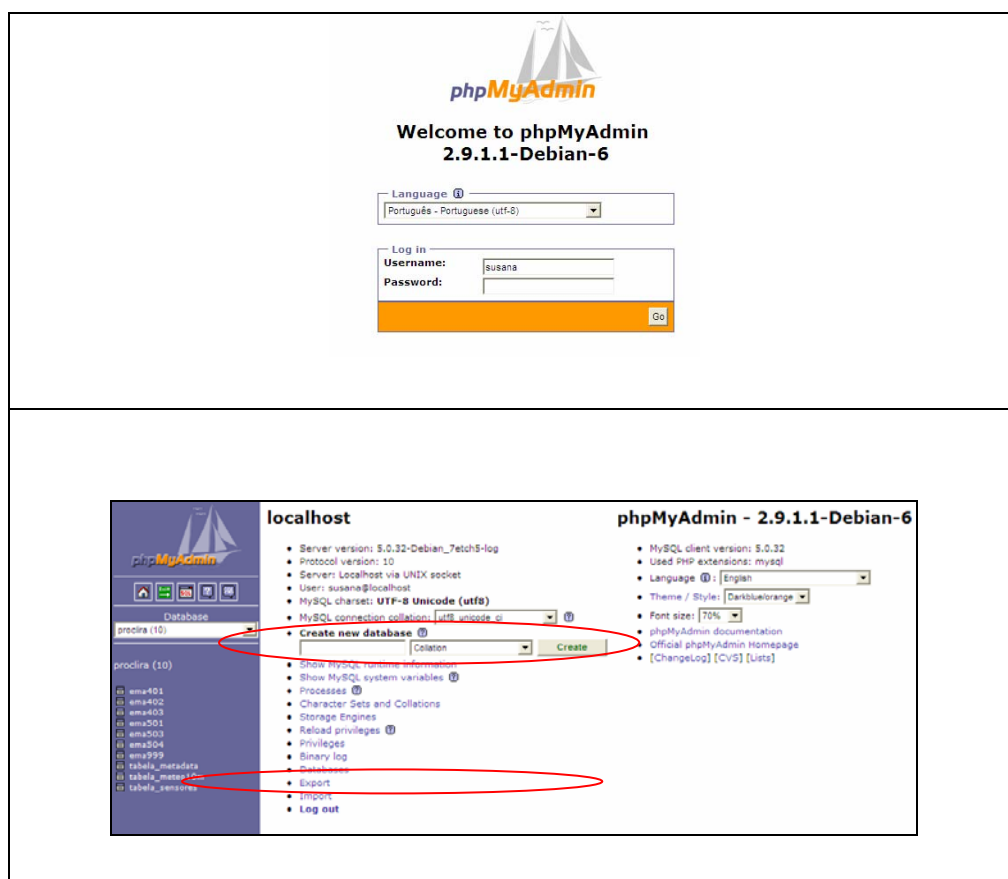 phpMyAdmin
Welcome to phpMyAdmin
2.9.1.1-Debian-6
Language
Português - Portuguese (utf-8)
Log in
Username:
susana
Password:
Go
phpMyAdmin
Database
proclira (10)
proclira (10)
ema401
ema402
ema403
ema501
ema503
ema504
ema999
tabela_metadata
tabela_sensores
localhost
Server version: 5.0.32-Debian_7etch5-log
Protocol version: 10
Server: Localhost via UNIX socket
User: susana@localhost
MySQL charset: UTF-8 Unicode (utf8)
MySQL connection collation: utf8_unicode_ci
Create new database
Collation
Create
Show MySQL runtime information
Show MySQL system variables
Processes
Character Sets and Collations
Storage Engines
Reload privileges
Privileges
Binary log
Databases
Export
Import
Log out
phpMyAdmin - 2.9.1.1-Debian-6
MySQL client version: 5.0.32
Used PHP extensions: mysql
Language : English
Theme / Style: Darkblue/orange
Font size: 70%
phpMyAdmin documentation
Official phpMyAdmin Homepage
[ChangeLog] [CVS] [Lists]